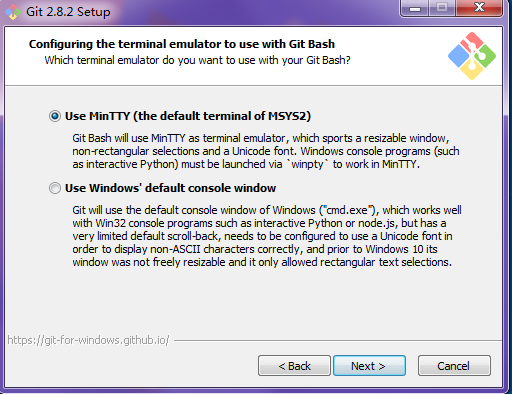 Git 2.8.2 Setup
Configuring the terminal emulator to use with Git Bash
Which terminal emulator do you want to use with your Git Bash?
Use MinTTY (the default terminal of MSYS2)
Git Bash will use MinTTY as terminal emulator, which sports a resizable window,
non-rectangular selections and a Unicode font. Windows console programs (such
as interactive Python) must be launched via `winpty` to work in MinTTY.
Use Windows' default console window
Git will use the default console window of Windows ("cmd.exe"), which works well
with Win32 console programs such as interactive Python or node.js, but has a
very limited default scroll-back, needs to be configured to use a Unicode font in
order to display non-ASCII characters correctly, and prior to Windows 10 its
window was not freely resizable and it only allowed rectangular text selections.
https://git-for-windows.github.io/
< Back
Next >
Cancel